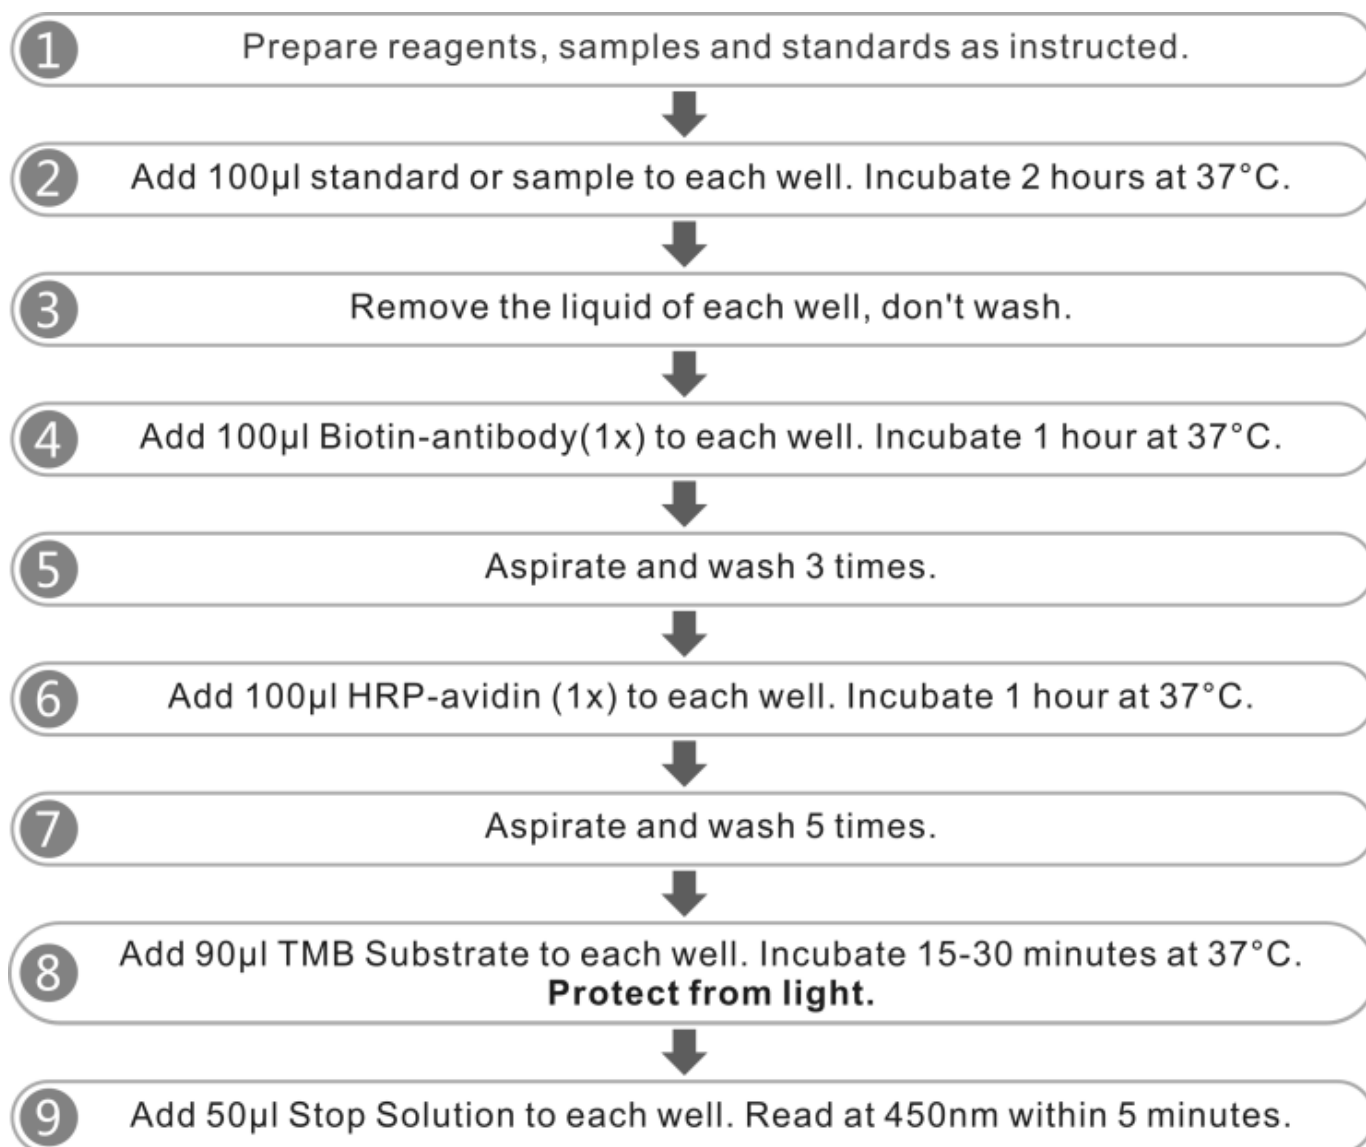 1 Prepare reagents, samples and standards as instructed.
2 Add 100μl standard or sample to each well. Incubate 2 hours at 37°C.
3 Remove the liquid of each well, don't wash.
4 Add 100μl Biotin-antibody(1x) to each well. Incubate 1 hour at 37°C.
5 Aspirate and wash 3 times.
6 Add 100μl HRP-avidin (1x) to each well. Incubate 1 hour at 37°C.
7 Aspirate and wash 5 times.
8 Add 90μl TMB Substrate to each well. Incubate 15-30 minutes at 37°C.
Protect from light.
9 Add 50μl Stop Solution to each well. Read at 450nm within 5 minutes.